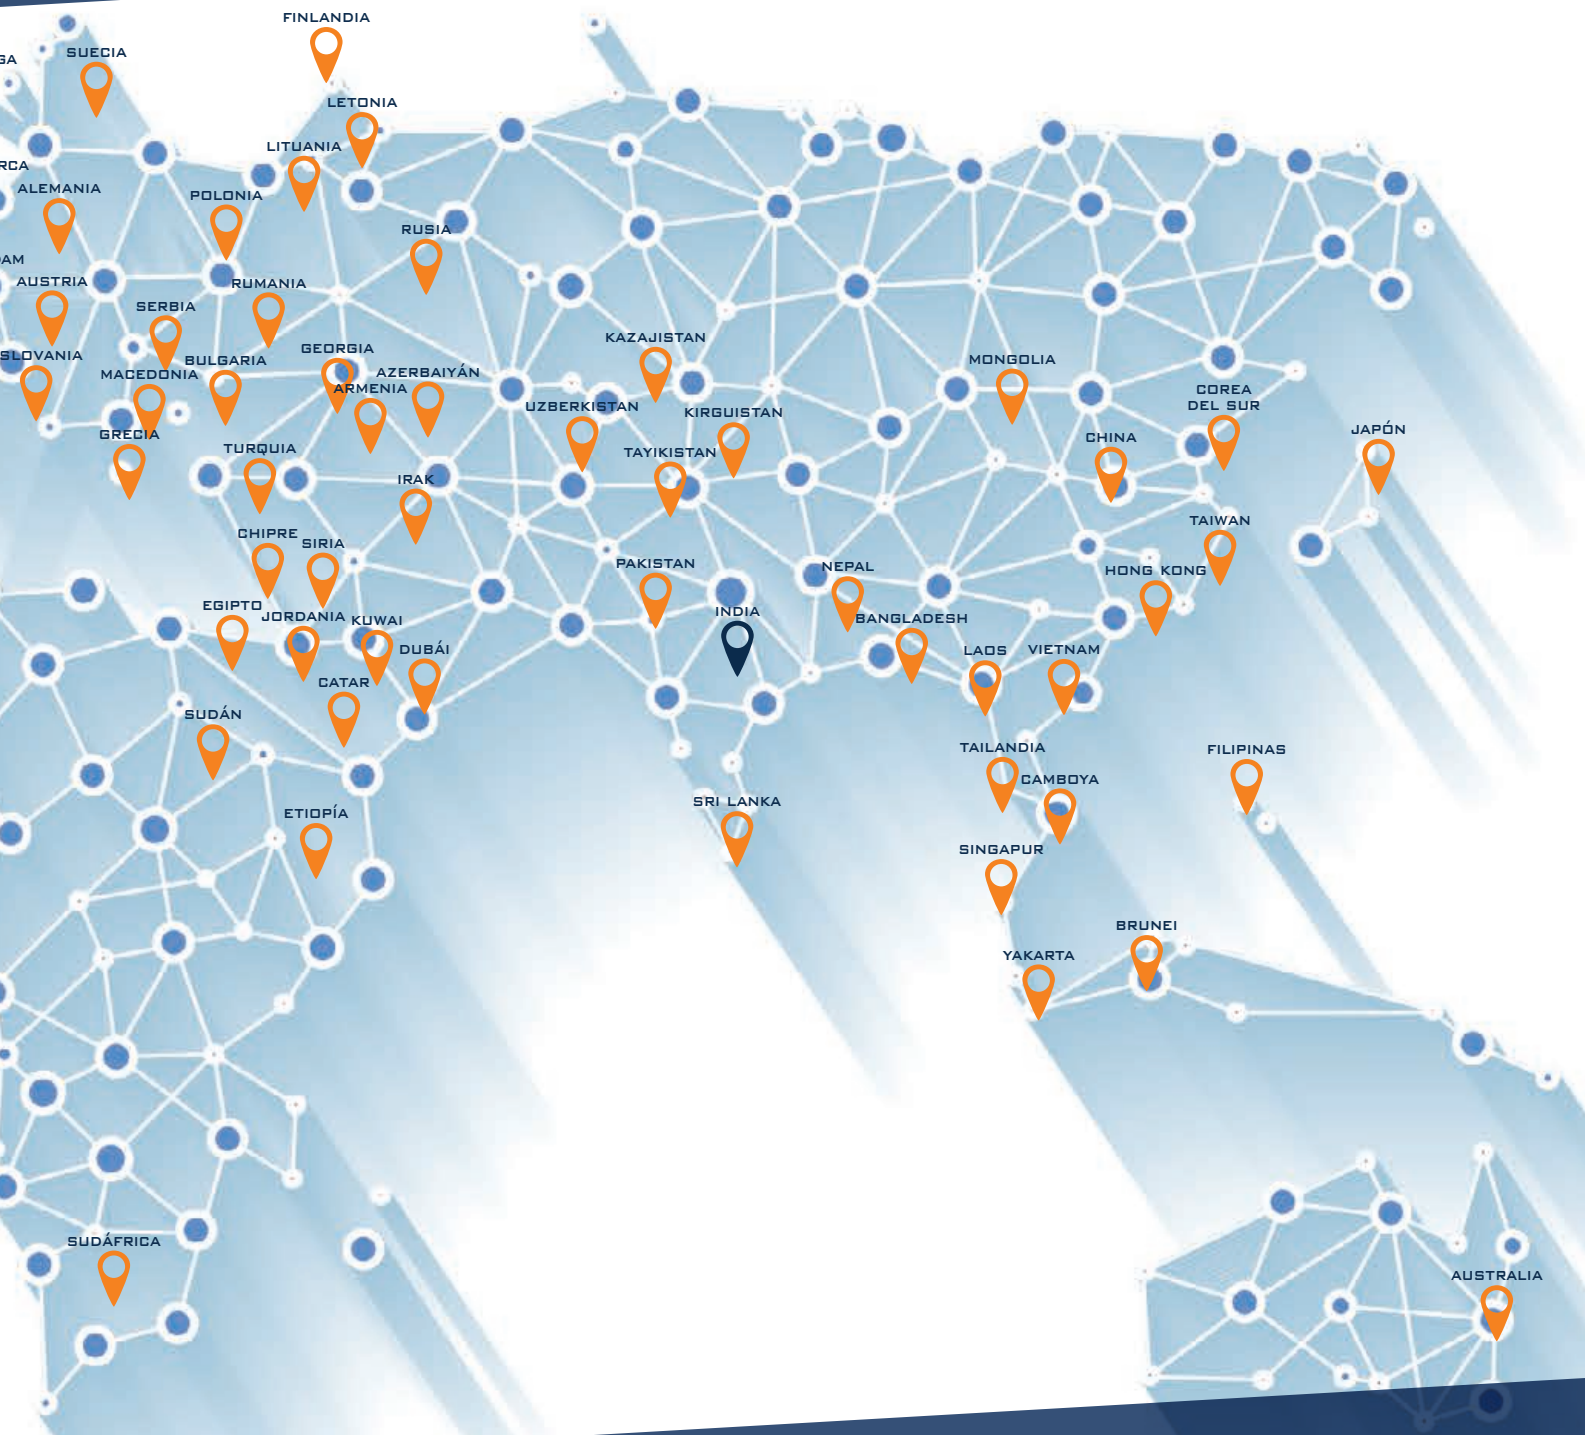 FINLANDIA
SUECIA
GA
LETONIA
LITUANIA
RCA
ALEMANIA
POLONIA
RUSIA
AM
AUSTRIA
RUMANIA
SERBIA
KAZAJISTAN
GEORGIA
SLOVANIA
BULGARIA
MONGOLIA
MACEDONIA
AZERBAIYÁN
ARMENIA
COREA
DEL SUR
UZBERKISTAN
KIRGUISTAN
JAPÓN
GRECIA
CHINA
TURQUIA
TAYIKISTAN
IRAK
TAIWAN
CHIPRE
SIRIA
PAKISTAN
NEPAL
HONG KONG
EGIPTO
INDIA
JORDANIA
KUWAI
BANGLADESH
DUBÁI
LAOS
VIETNAM
CATAR
SUDÁN
TAILANDIA
FILIPINAS
CAMBOYA
SRI LANKA
ETIOPÍA
SINGAPUR
BRUNEI
YAKARTA
SUDÁFRICA
AUSTRALIA